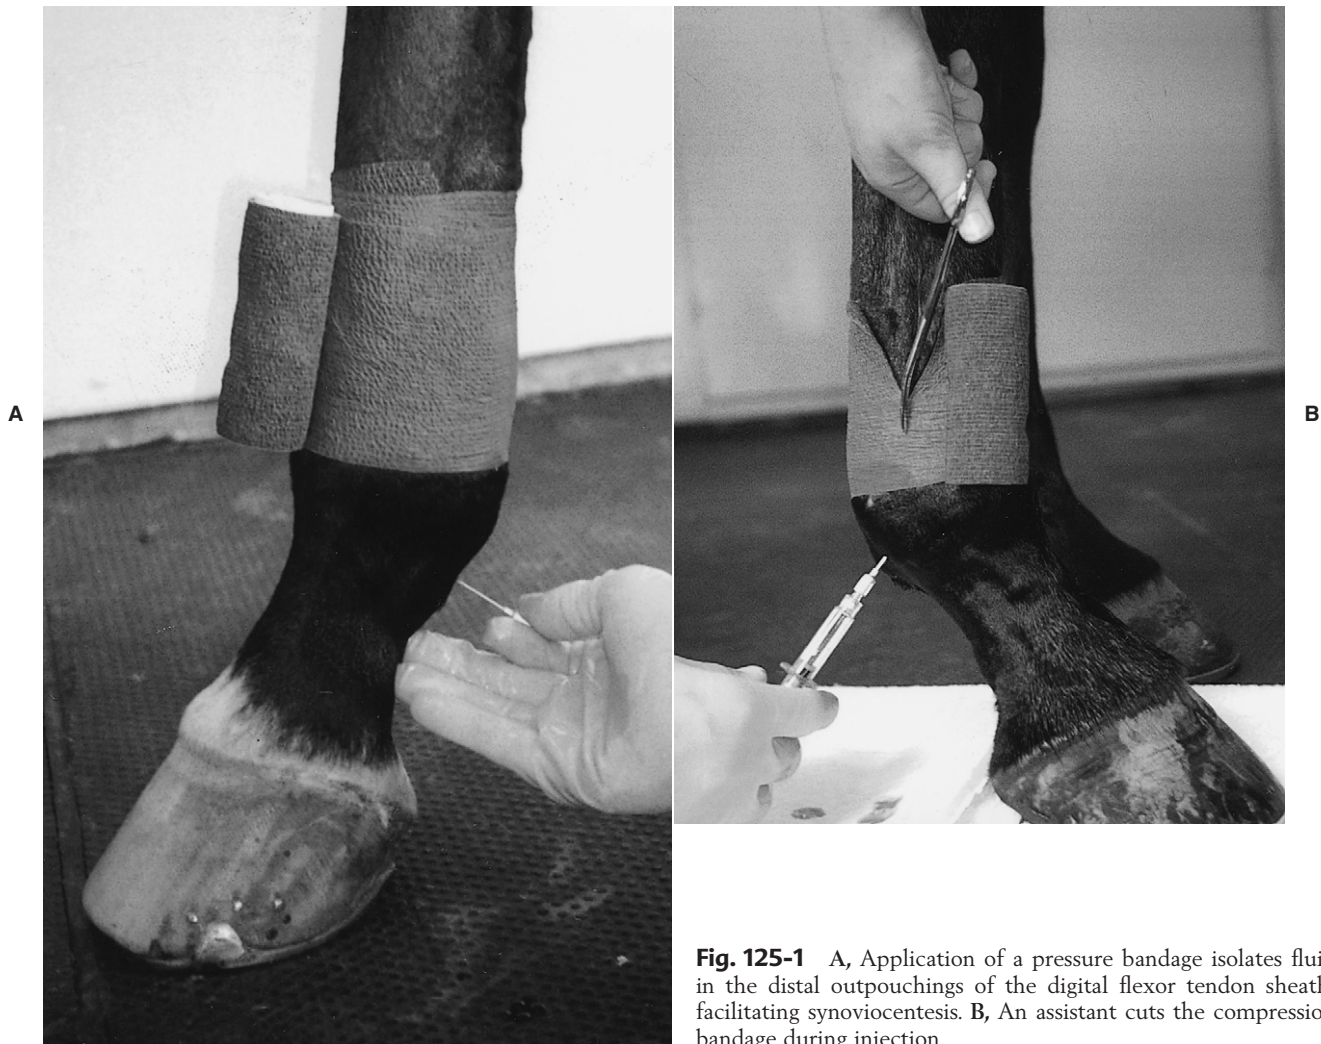 A
B
Fig. 125-1 A, Application of a pressure bandage isolates flui
in the distal outpouchings of the digital flexor tendon sheat
facilitating synoviocentesis. B, An assistant cuts the compressio
bandage during injection